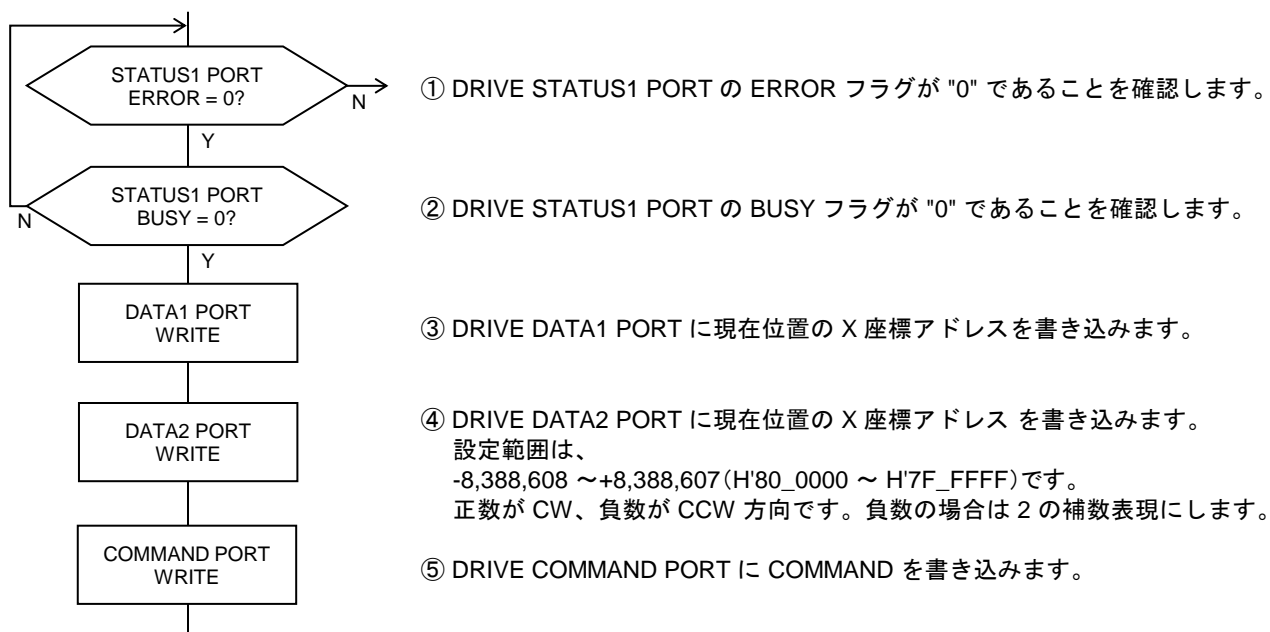 STATUS1 PORT
ERROR = 0?
N
① DRIVE STATUS1 PORT の ERROR フラグが "0" であることを確認します。
Y
STATUS1 PORT
BUSY = 0?
N
② DRIVE STATUS1 PORT の BUSY フラグが "0" であることを確認します。
Y
DATA1 PORT
WRITE
③ DRIVE DATA1 PORT に現在位置の X 座標アドレスを書き込みます。
DATA2 PORT
WRITE
④ DRIVE DATA2 PORT に現在位置の X 座標アドレス を書き込みます。
設定範囲は、
-8,388,608 ～+8,388,607(H'80_0000 ～ H'7F_FFFF)です。
正数が CW、負数が CCW 方向です。負数の場合は 2 の補数表現にします。
COMMAND PORT
WRITE
⑤ DRIVE COMMAND PORT に COMMAND を書き込みます。